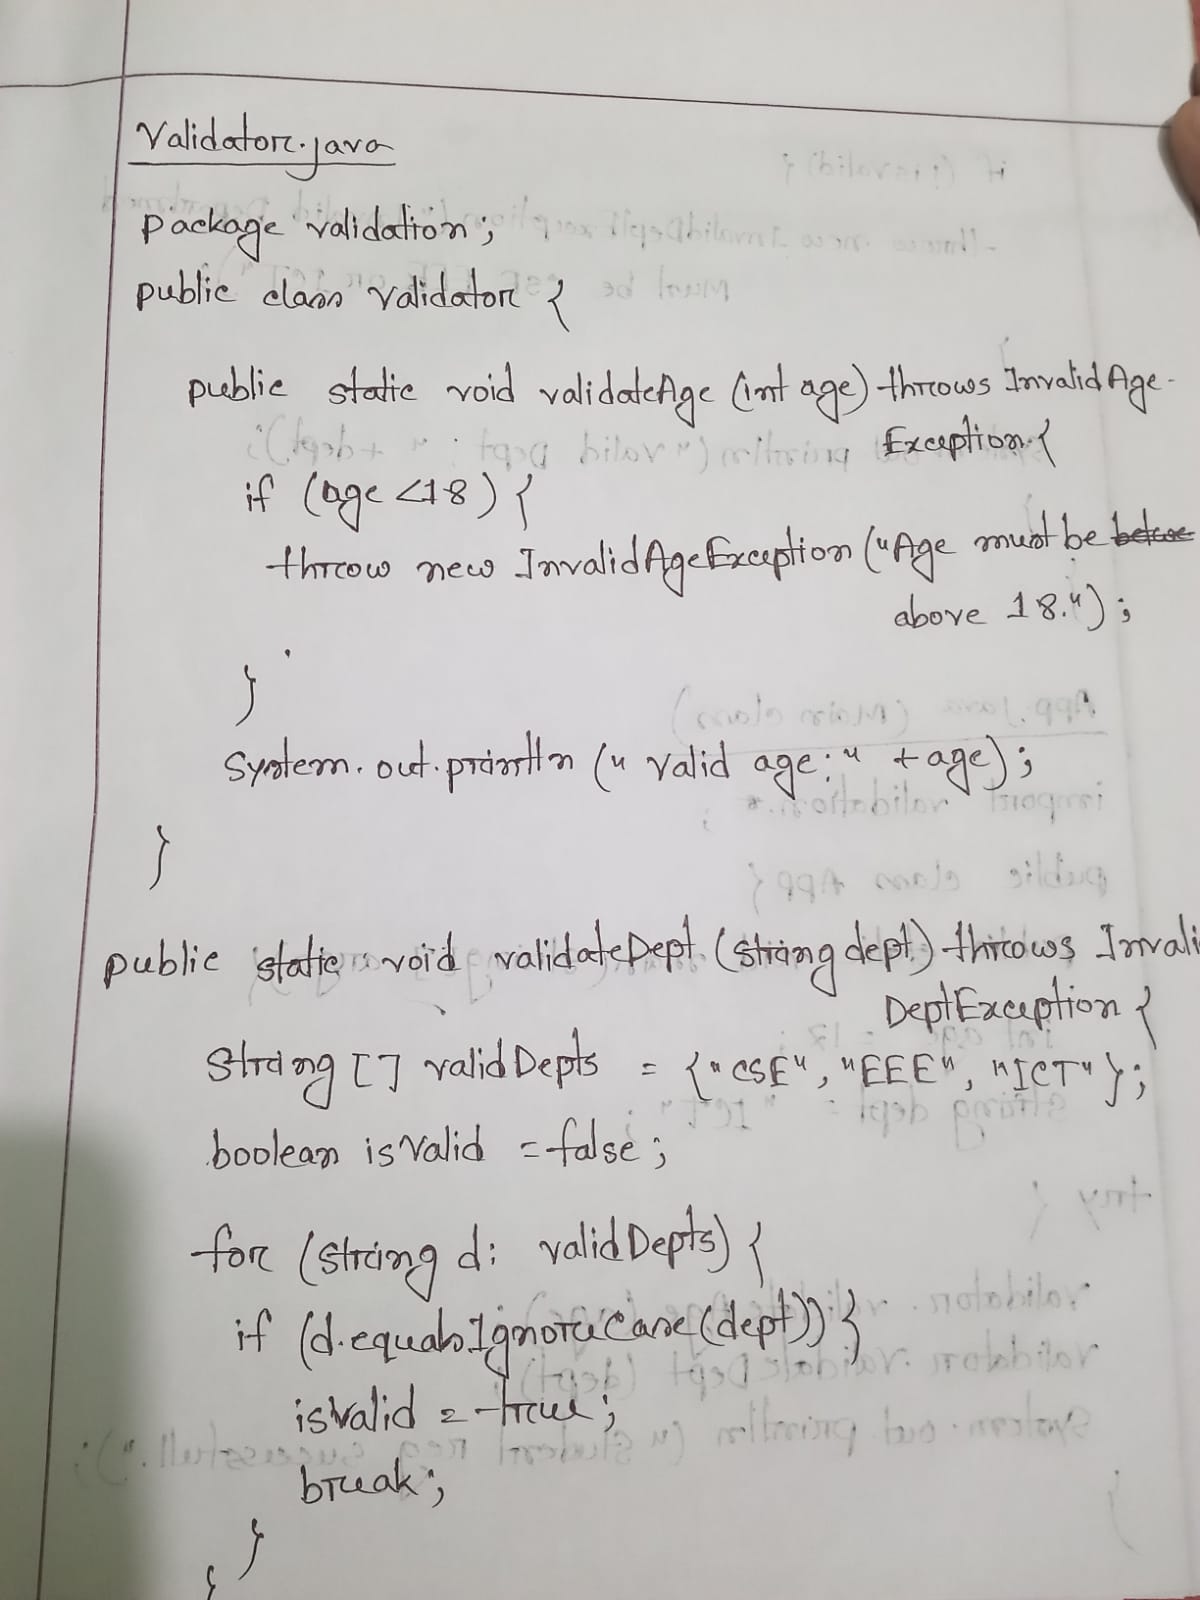 Validator.java
package validation;
public class Validator {
public static void validateAge (int age) throws InvalidAge-
Exception {
if (age <18) {
throw new InvalidAgeException ("Age must be
above 18.");
}
System.out.println (" valid age: " + age);
}
public static void validateDept (String dept) throws Invali
DeptException {
String [] validDepts = {"CSE", "EEE", "ICT"};
boolean isValid = false;
for (String d: validDepts) {
if (d.equalsIgnoreCase(dept)) {
isValid = true;
break;
}
}